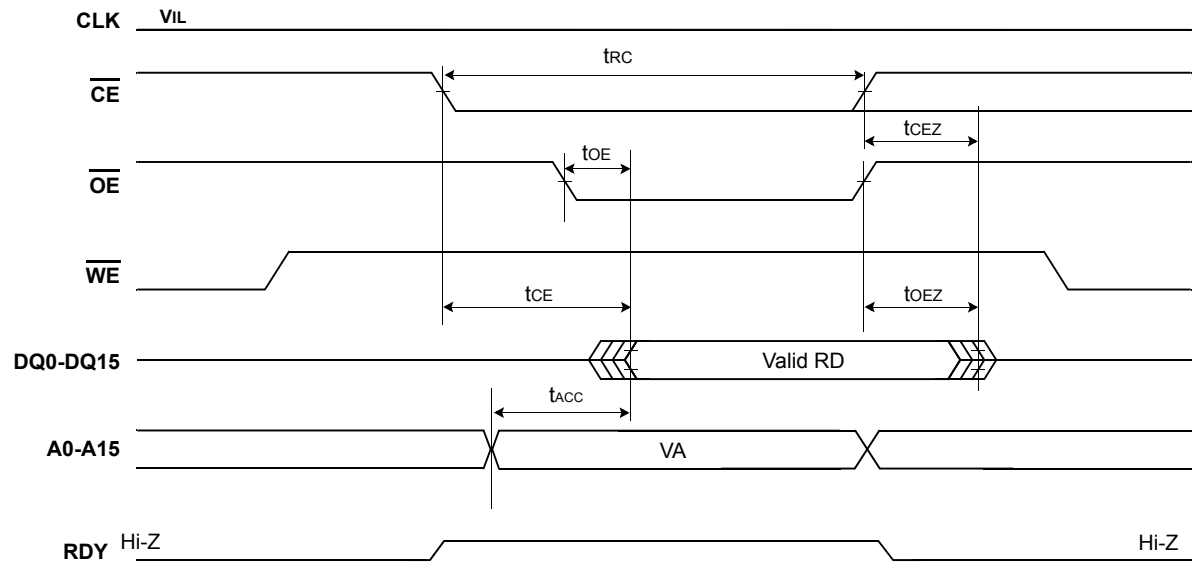 CLK VIL
tRC
CE
tCEZ
tOE
OE
WE
tCE tOEZ
DQ0-DQ15 Valid RD
tACC
A0-A15 VA
RDY Hi-Z Hi-Z